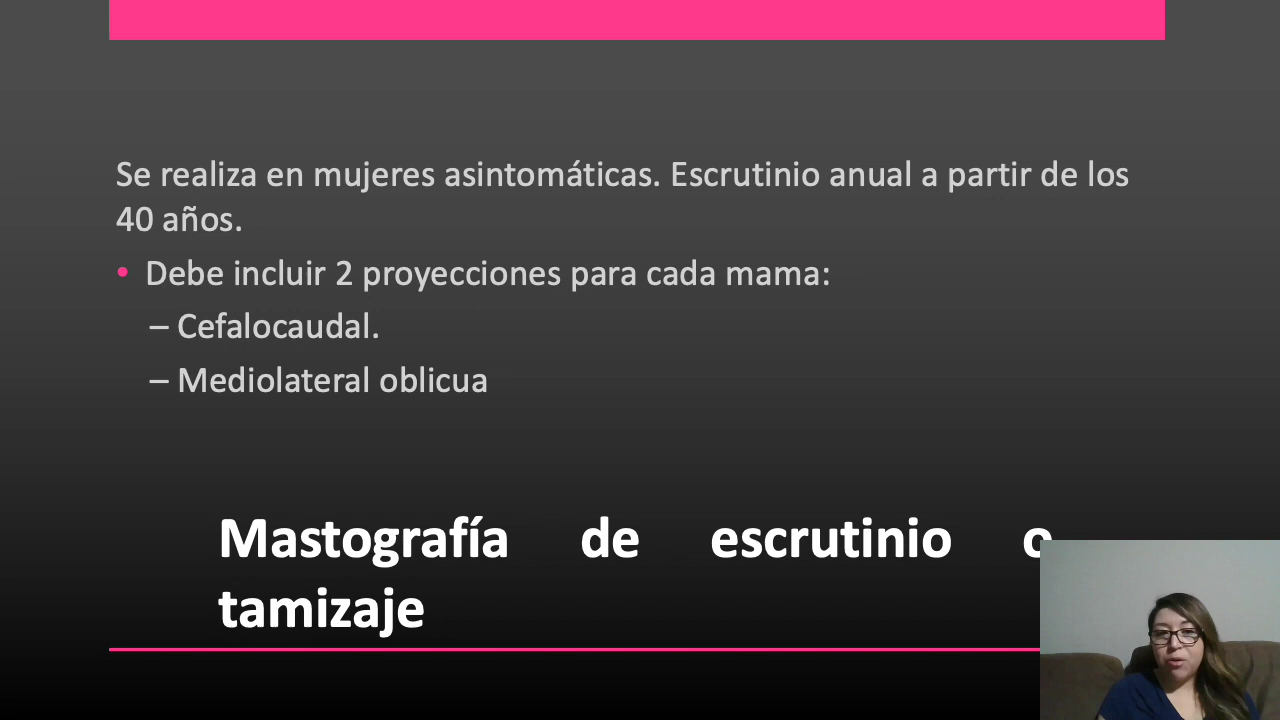 Se realiza en mujeres asintomáticas. Escrutinio anual a partir de los
40 años.
• Debe incluir 2 proyecciones para cada mama:
– Cefalocaudal.
– Mediolateral oblicua
Mastografía de escrutinio o
tamizaje